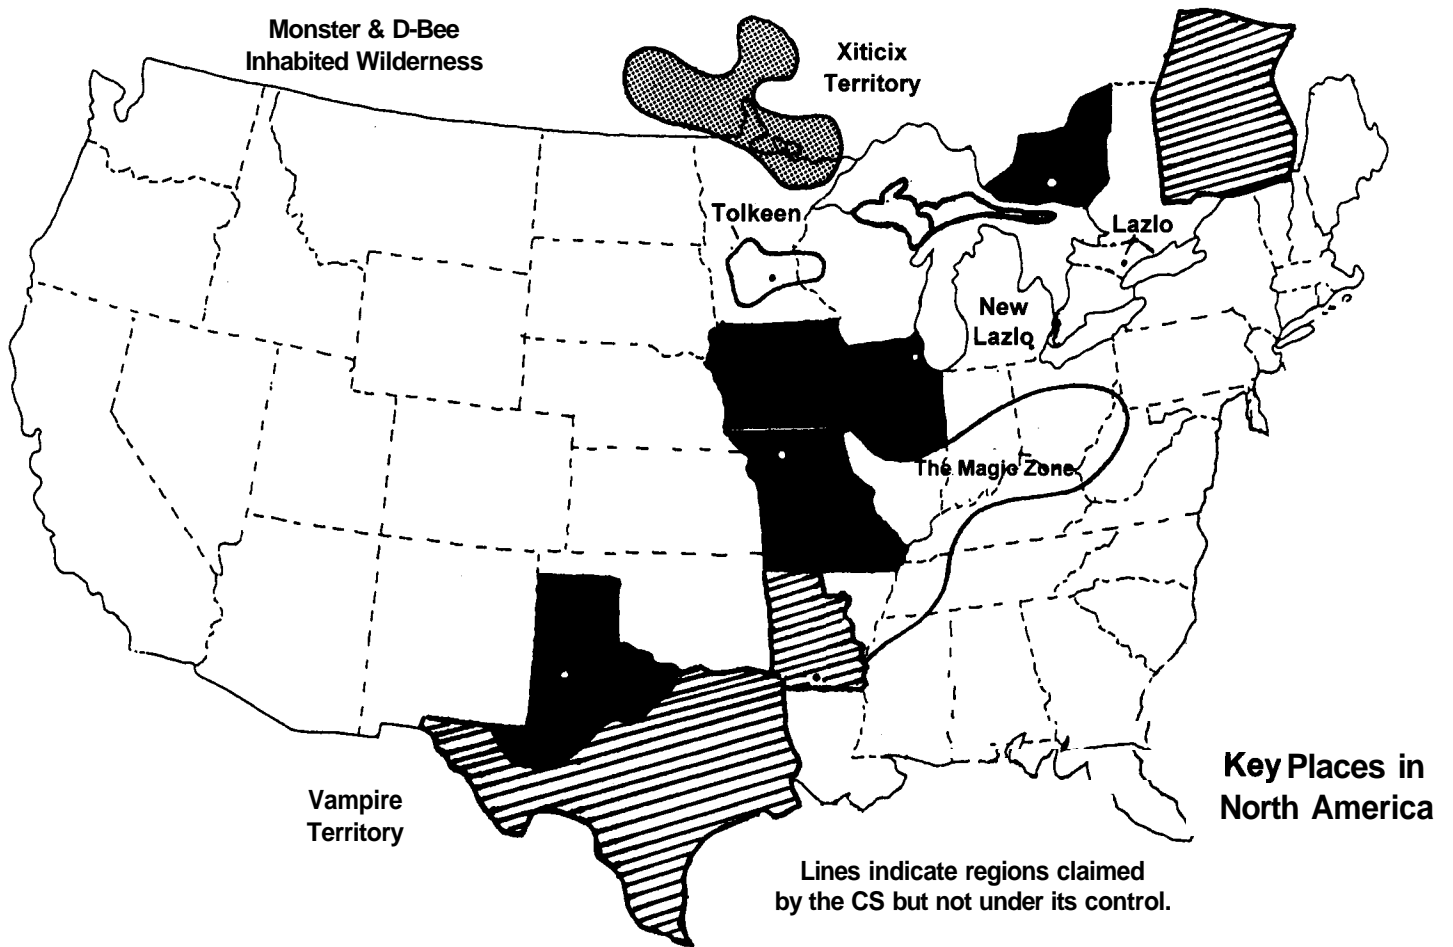 Monster & D-Bee
Inhabited Wilderness
Xiticix
Territory
Tolkeen
Lazlo
New
Lazlo
The Magic Zone
Vampire
Territory
Key Places in
North America
Lines indicate regions claimed
by the CS but not under its control.